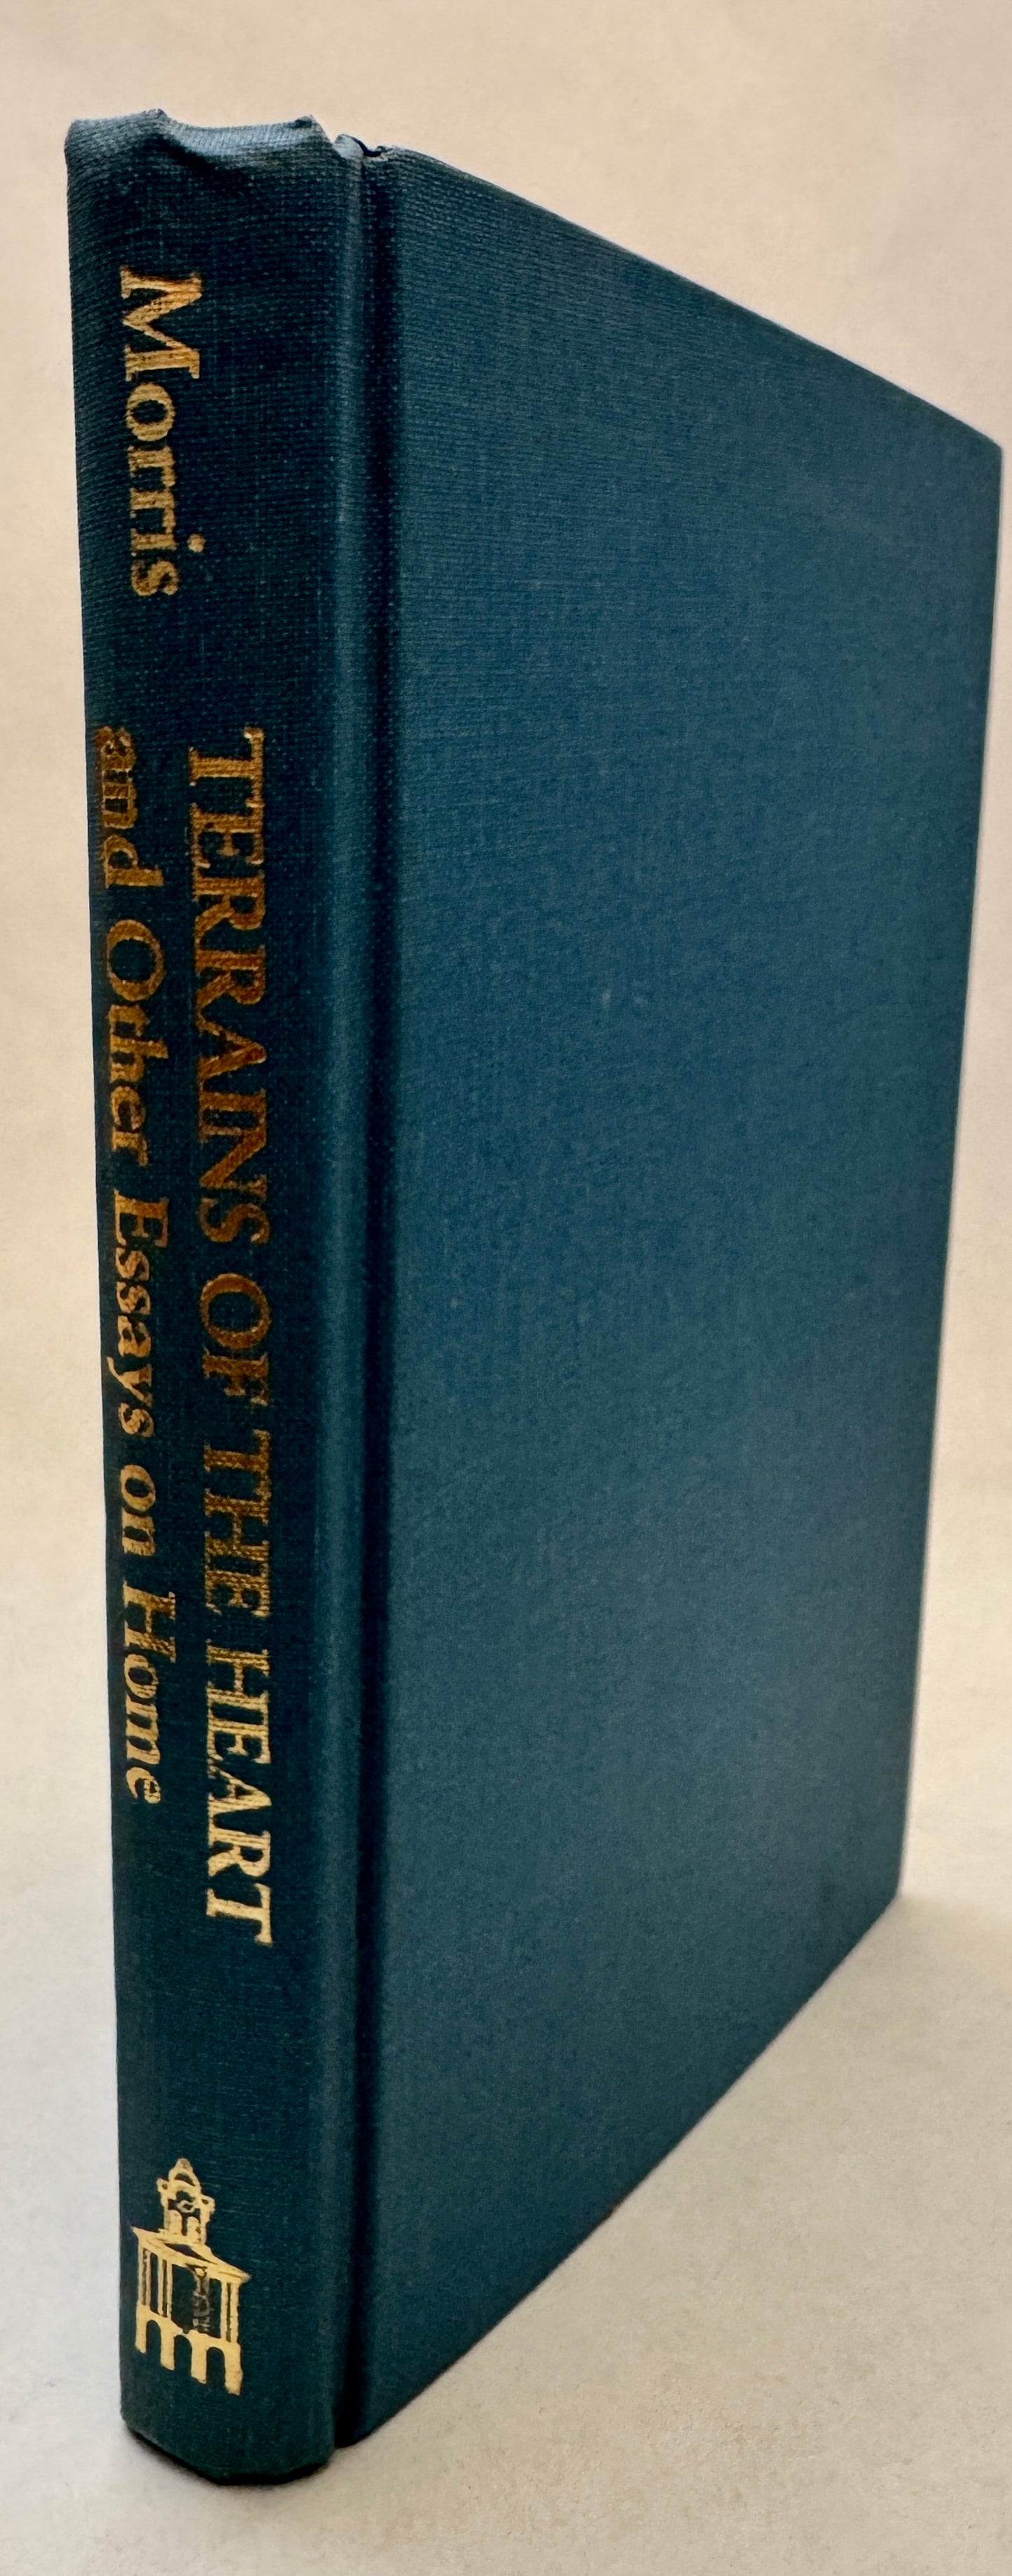 Morris
TERRAINS OF THE HEART
and Other Essays on Home